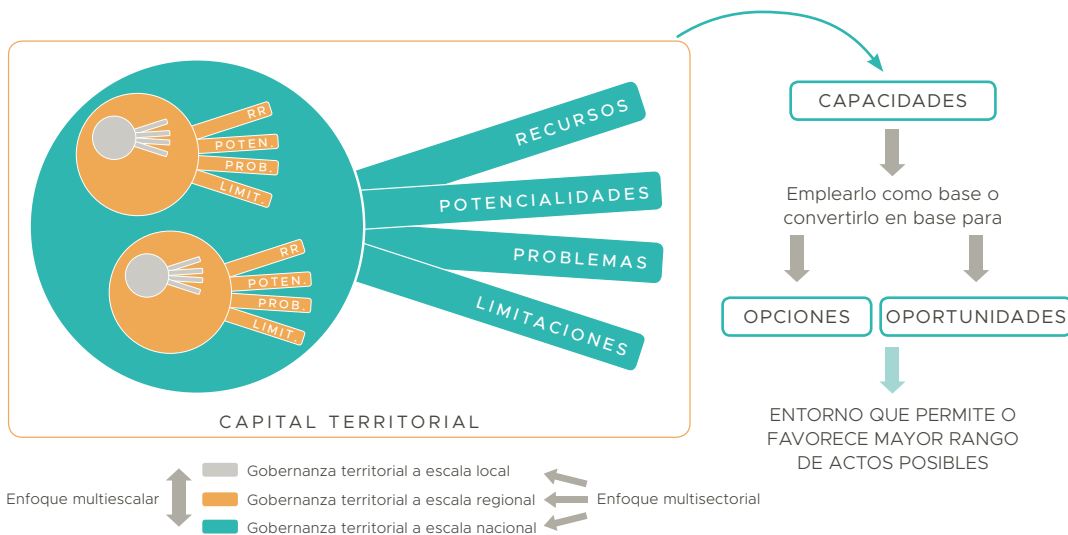 RR
POTEN.
PROB.
LIMIT.
RR
POTEN.
PROB.
LIMIT.
RECURSOS
POTENCIALIDADES
PROBLEMAS
LIMITACIONES
CAPITAL TERRITORIAL
CAPACIDADES
Emplearlo como base o
convertirlo en base para
OPCIONES
OPORTUNIDADES
ENTORNO QUE PERMITE O
FAVORECE MAYOR RANGO
DE ACTOS POSIBLES
Enfoque multiescalar
Gobernanza territorial a escala local
Gobernanza territorial a escala regional
Gobernanza territorial a escala nacional
Enfoque multisectorial